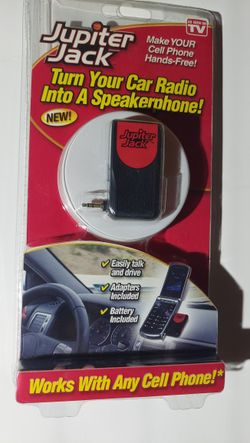 Jupiter
Jack
AS SEEN ON
TV
Make YOUR
Cell Phone
Hands-Free!
Turn Your Car Radio
Into A Speakerphone!
NEW!
Jupiter
Jack
Easily talk
and drive
Adapters
Included
Battery
Included
Works With Any Cell Phone!*